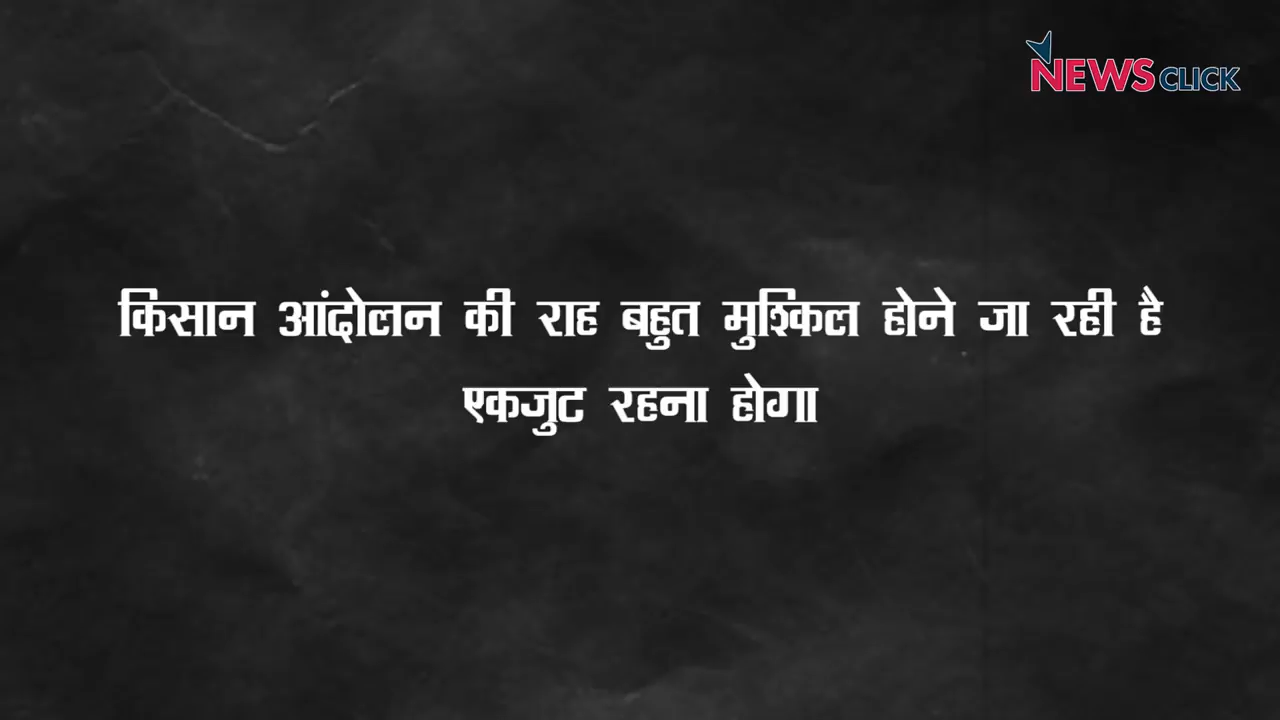 NEWSCLICK
किसान आंदोलन की राह बहुत मुश्किल होने जा रही है
एकजुट रहना होगा